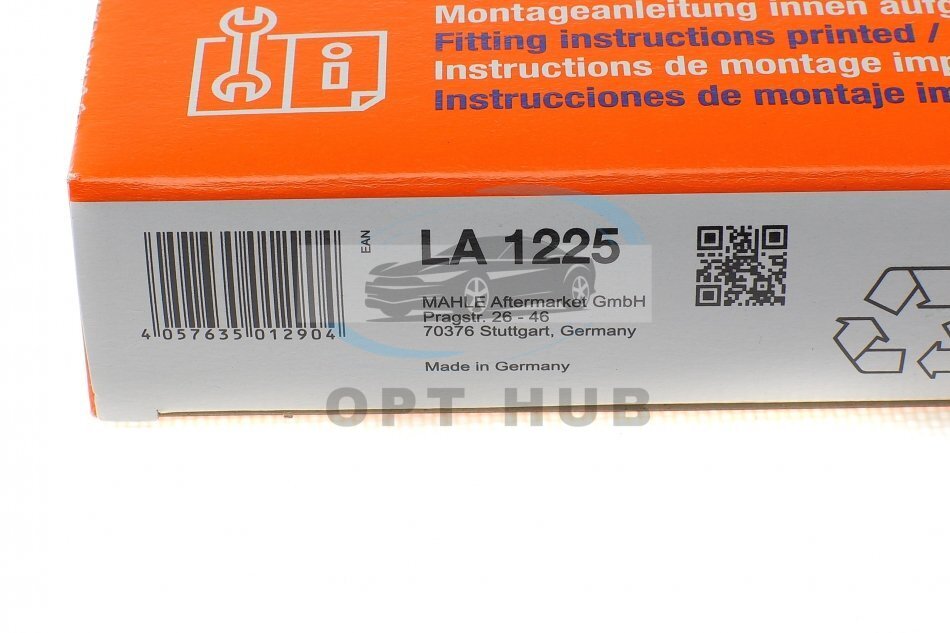 Montageanleitung innen
Fitting instructions printed /
Instructions de montage
Instrucciones de montaje
EAN
LA 1225
MAHLE Aftermarket GmbH
Pragstr. 26 - 46
70376 Stuttgart, Germany
4 057635 012904
Made in Germany
OPT HUB